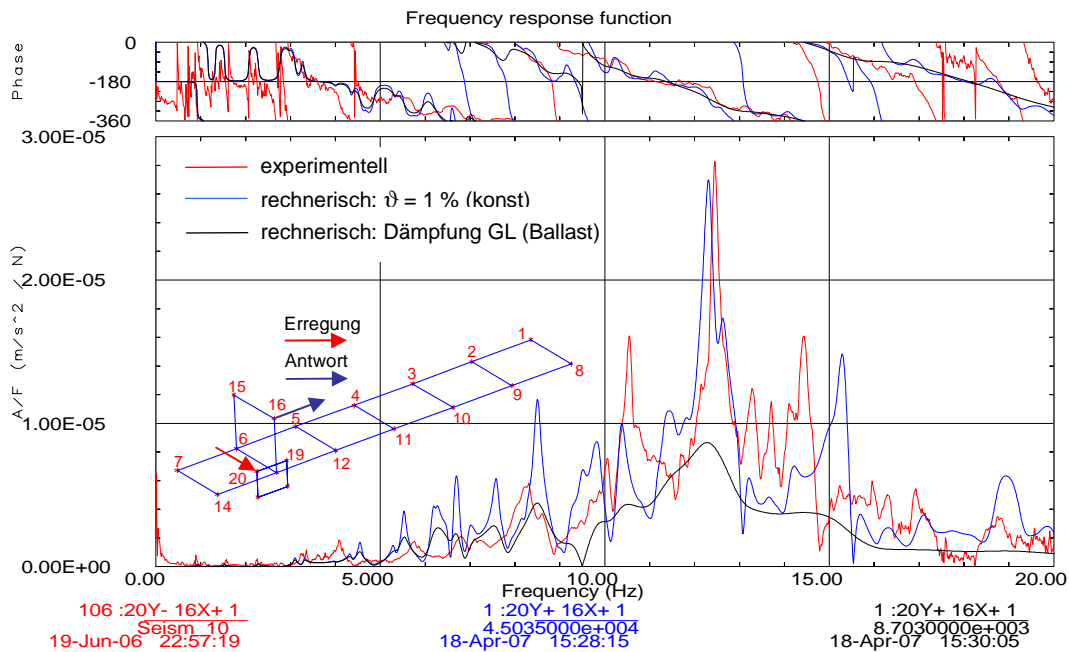 Frequency response function
Phase
0
-180
-360
3.00E-05
2.00E-05
1.00E-05
0.00E+00
A/F (m/s^2 / N)
experimentell
rechnerisch: ϑ = 1 % (konst)
rechnerisch: Dämpfung GL (Ballast)
Erregung
Antwort
1
2
3
4
5
6
7
8
9
10
11
12
14
15
16
19
20
0.00 5.0000 10.00 15.00 20.00
Frequency (Hz)
106 :20Y- 16X+ 1
Seism_10
19-Jun-06 22:57:19
1 :20Y+ 16X+ 1
4.5035000e+004
18-Apr-07 15:28:15
1 :20Y+ 16X+ 1
8.7030000e+003
18-Apr-07 15:30:05